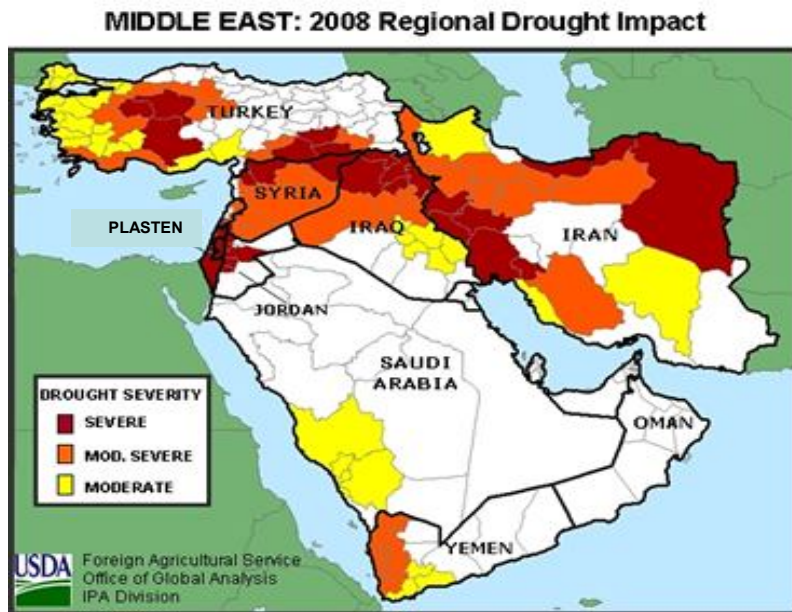 MIDDLE EAST: 2008 Regional Drought Impact
TURKEY
SYRIA
PLASTEN
IRAQ
IRAN
JORDAN
SAUDI
ARABIA
DROUGHT SEVERITY
SEVERE
MOD. SEVERE
MODERATE
OMAN
YEMEN
USDA
Foreign Agricultural Service
Office of Global Analysis
IPA Division